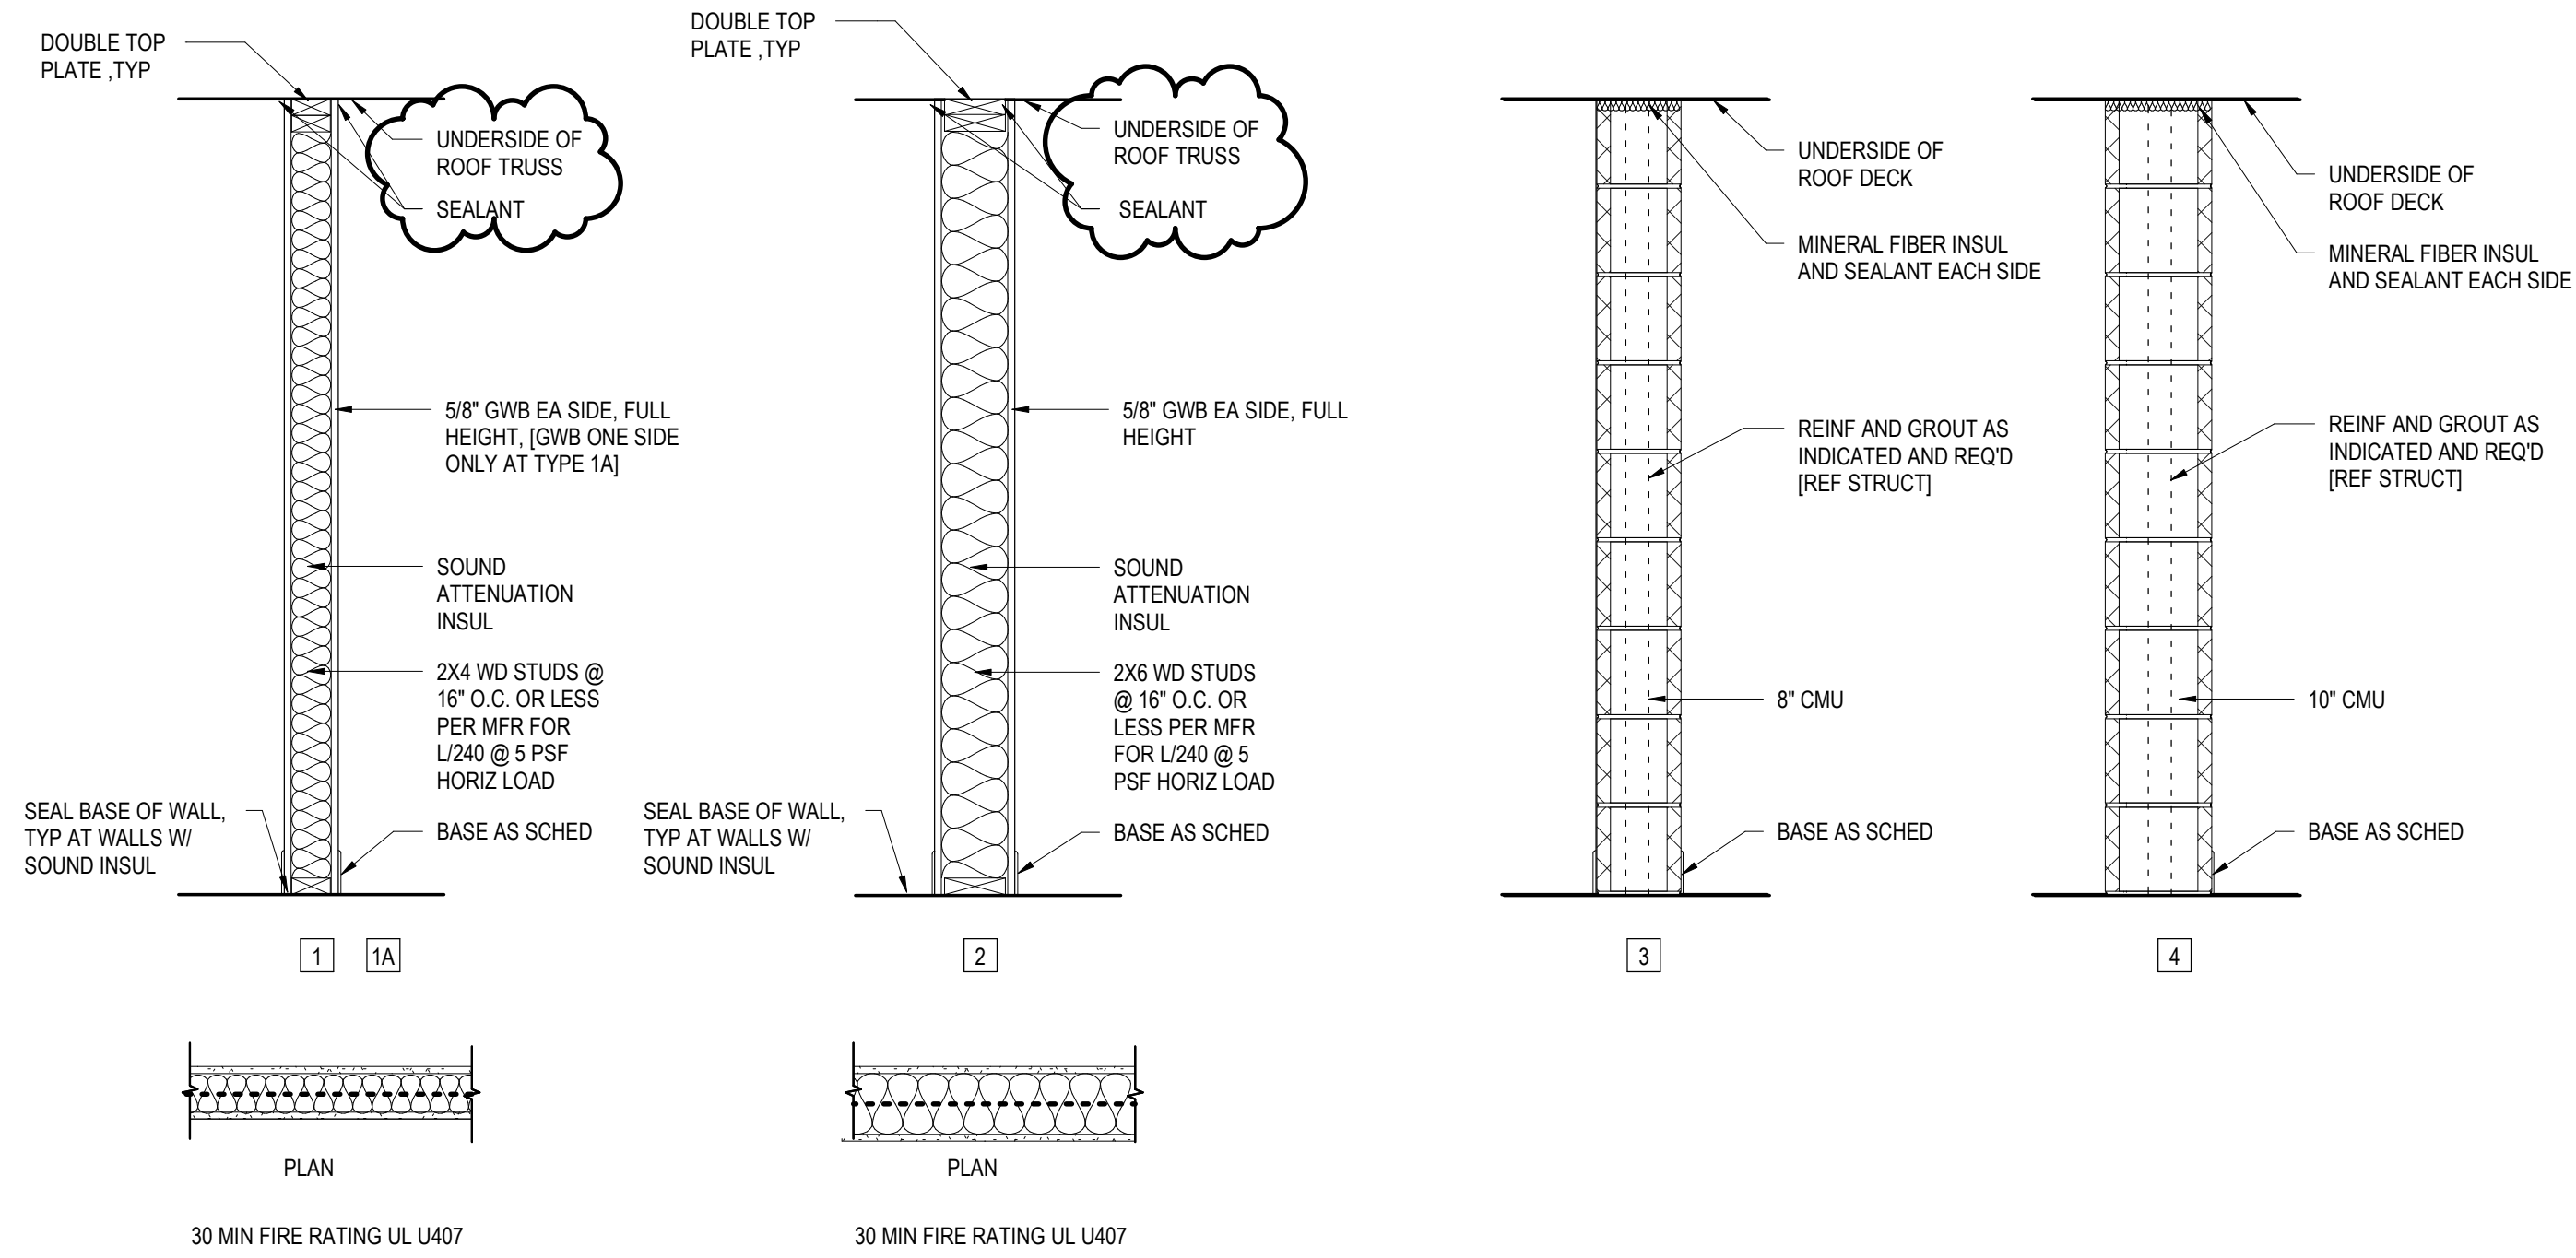 DOUBLE TOP
PLATE ,TYP
UNDERSIDE OF
ROOF TRUSS
SEALANT
5/8" GWB EA SIDE, FULL
HEIGHT, [GWB ONE SIDE
ONLY AT TYPE 1A]
SOUND
ATTENUATION
INSUL
2X4 WD STUDS @
16" O.C. OR LESS
PER MFR FOR
L/240 @ 5 PSF
HORIZ LOAD
SEAL BASE OF WALL,
TYP AT WALLS W/
SOUND INSUL
BASE AS SCHED
1
1A
PLAN
30 MIN FIRE RATING UL U407
DOUBLE TOP
PLATE ,TYP
UNDERSIDE OF
ROOF TRUSS
SEALANT
5/8" GWB EA SIDE, FULL
HEIGHT
SOUND
ATTENUATION
INSUL
2X6 WD STUDS
@ 16" O.C. OR
LESS PER MFR
FOR L/240 @ 5
PSF HORIZ LOAD
SEAL BASE OF WALL,
TYP AT WALLS W/
SOUND INSUL
BASE AS SCHED
2
PLAN
30 MIN FIRE RATING UL U407
UNDERSIDE OF
ROOF DECK
MINERAL FIBER INSUL
AND SEALANT EACH SIDE
REINF AND GROUT AS
INDICATED AND REQ'D
[REF STRUCT]
8" CMU
BASE AS SCHED
3
UNDERSIDE OF
ROOF DECK
MINERAL FIBER INSUL
AND SEALANT EACH SIDE
REINF AND GROUT AS
INDICATED AND REQ'D
[REF STRUCT]
10" CMU
BASE AS SCHED
4